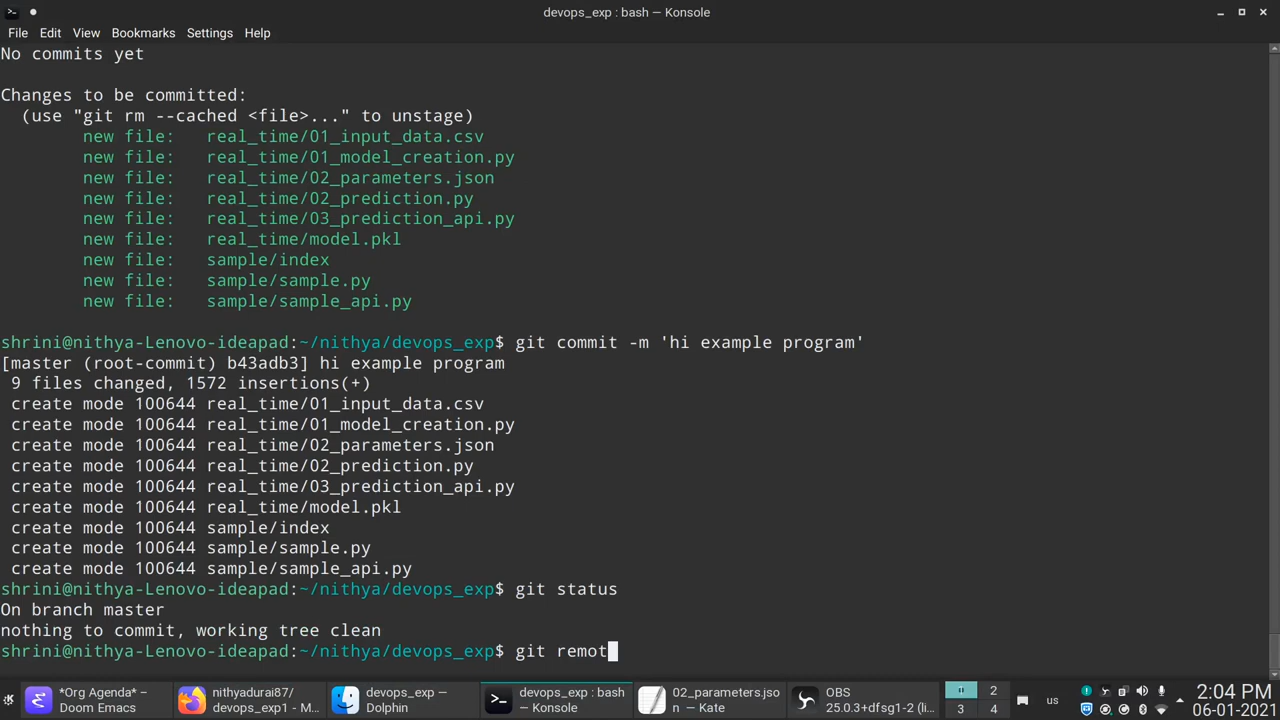 devops_exp : bash — Konsole
File Edit View Bookmarks Settings Help
No commits yet
Changes to be committed:
(use "git rm --cached <file>..." to unstage)
new file: real_time/01_input_data.csv
new file: real_time/01_model_creation.py
new file: real_time/02_parameters.json
new file: real_time/02_prediction.py
new file: real_time/03_prediction_api.py
new file: real_time/model.pkl
new file: sample/index
new file: sample/sample.py
new file: sample/sample_api.py
shrini@nithya-Lenovo-ideapad:~/nithya/devops_exp$ git commit -m 'hi example program'
[master (root-commit) b43adb3] hi example program
9 files changed, 1572 insertions(+)
create mode 100644 real_time/01_input_data.csv
create mode 100644 real_time/01_model_creation.py
create mode 100644 real_time/02_parameters.json
create mode 100644 real_time/02_prediction.py
create mode 100644 real_time/03_prediction_api.py
create mode 100644 real_time/model.pkl
create mode 100644 sample/index
create mode 100644 sample/sample.py
create mode 100644 sample/sample_api.py
shrini@nithya-Lenovo-ideapad:~/nithya/devops_exp$ git status
On branch master
nothing to commit, working tree clean
shrini@nithya-Lenovo-ideapad:~/nithya/devops_exp$ git remot
*Org Agenda* – Doom Emacs
nithyadurai87/ devops_exp1 - M...
devops_exp — Dolphin
devops_exp : bash — Konsole
02_parameters.jso n — Kate
OBS 25.0.3+dfsg1-2 (li...
2
3 4
us
2:04 PM
06-01-2021